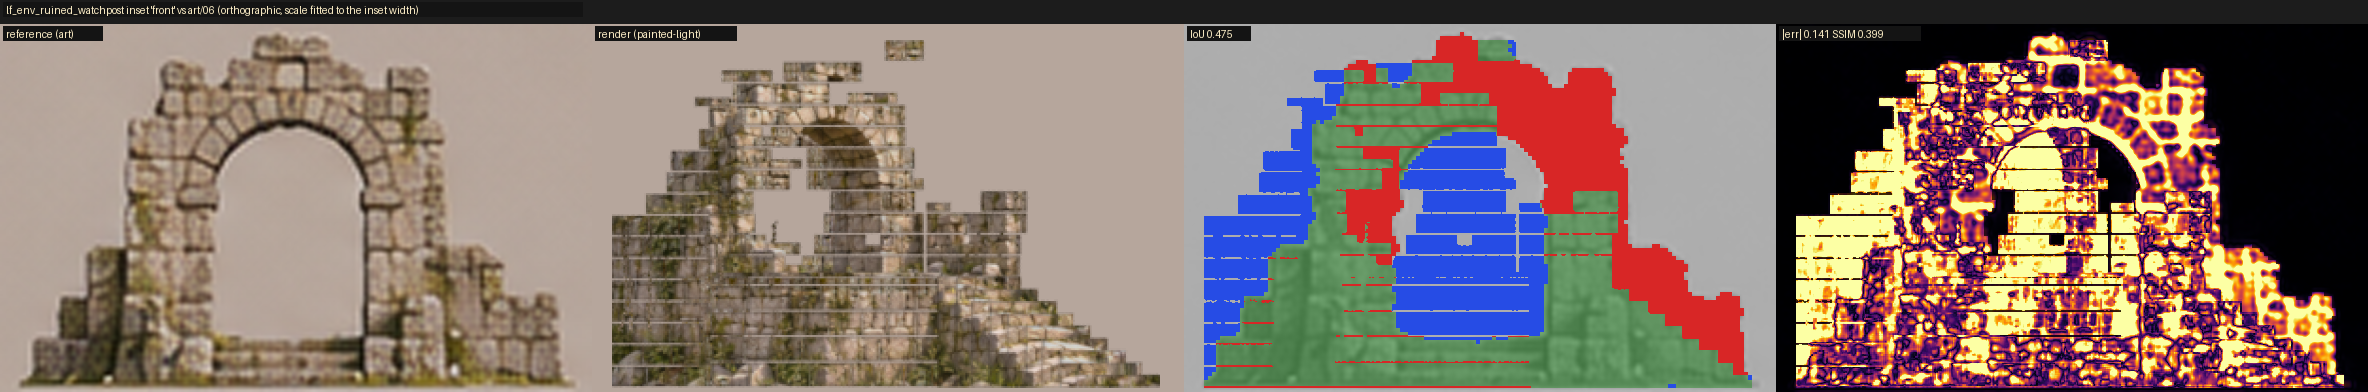 lf_env_ruined_watchpost inset 'front' vs art/06 (orthographic, scale fitted to the inset width)
reference (art)
render (painted-light)
IoU 0.475
|err| 0.141 SSIM 0.399